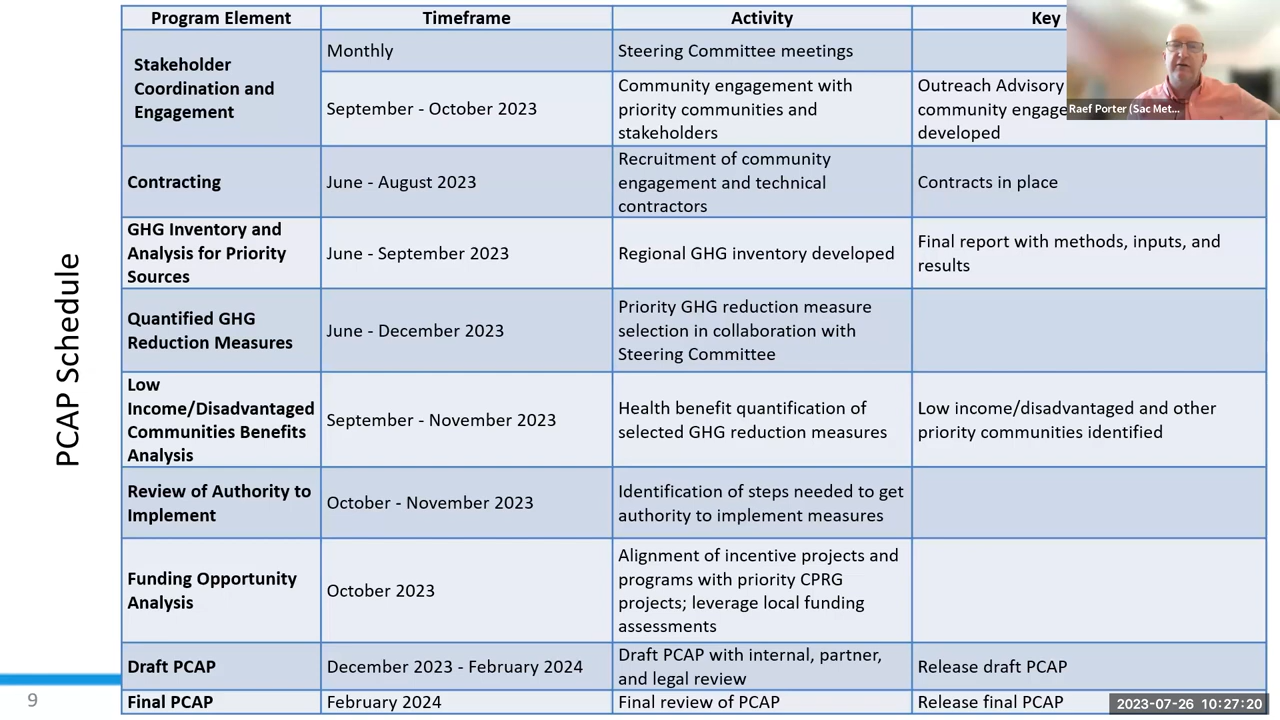 Program Element
Timeframe
Activity
Key
Stakeholder
Coordination and
Engagement
Monthly
Steering Committee meetings
September - October 2023
Community engagement with
priority communities and
stakeholders
Outreach Advisory
community engage
developed
Raef Porter (Sac Met...
Contracting
June - August 2023
Recruitment of community
engagement and technical
contractors
Contracts in place
GHG Inventory and
Analysis for Priority
Sources
June - September 2023
Regional GHG inventory developed
Final report with methods, inputs, and
results
Quantified GHG
Reduction Measures
June - December 2023
Priority GHG reduction measure
selection in collaboration with
Steering Committee
Low
Income/Disadvantaged
Communities Benefits
Analysis
September - November 2023
Health benefit quantification of
selected GHG reduction measures
Low income/disadvantaged and other
priority communities identified
Review of Authority to
Implement
October - November 2023
Identification of steps needed to get
authority to implement measures
Funding Opportunity
Analysis
October 2023
Alignment of incentive projects and
programs with priority CPRG
projects; leverage local funding
assessments
Draft PCAP
December 2023 - February 2024
Draft PCAP with internal, partner,
and legal review
Release draft PCAP
Final PCAP
February 2024
Final review of PCAP
Release final PCAP
PCAP Schedule
9
2023-07-26 10:27:20